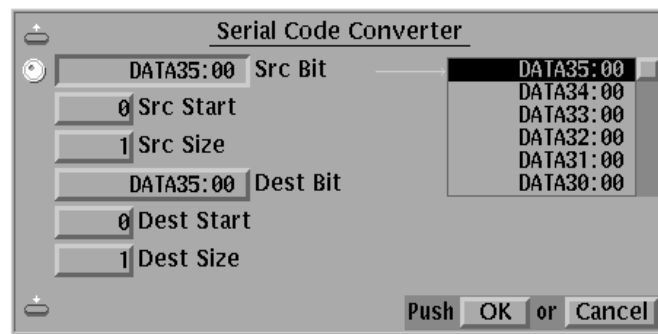 Serial Code Converter
DATA35:00 Src Bit
0 Src Start
1 Src Size
DATA35:00 Dest Bit
0 Dest Start
1 Dest Size
DATA35:00
DATA34:00
DATA33:00
DATA32:00
DATA31:00
DATA30:00
Push OK or Cancel